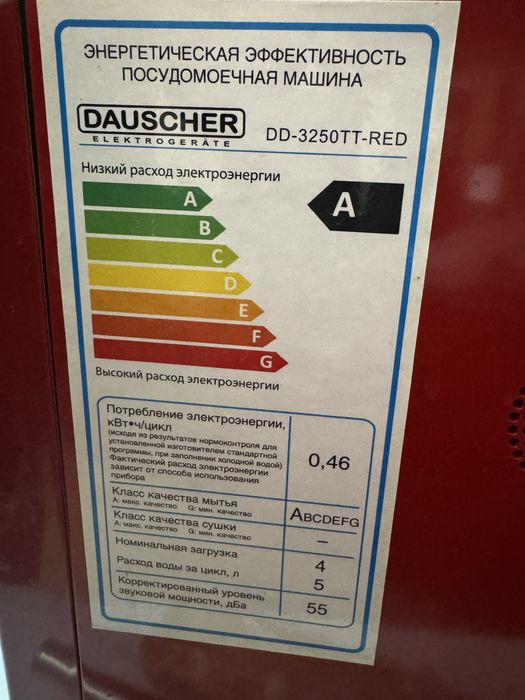 ЭНЕРГЕТИЧЕСКАЯ ЭФФЕКТИВНОСТЬ
ПОСУДОМОЕЧНАЯ МАШИНА
DAUSCHER
ELEKTROGERÄTE
DD-3250TT-RED
Низкий расход электроэнергии
A
A
B
C
D
E
F
G
Высокий расход электроэнергии
Потребление электроэнергии,
кВт•ч/цикл
(исходя из результатов нормоконтроля для
установленной изготовителем стандартной
программы, при заполнении холодной водой)
Фактический расход электроэнергии
зависит от способа использования
прибора
0,46
Класс качества мытья
A: макс. качество G: мин. качество
ABCDEFG
Класс качества сушки
A: макс. качество G: мин. качество
–
Номинальная загрузка
4
Расход воды за цикл, л
5
Корректированный уровень
звуковой мощности, дБа
55